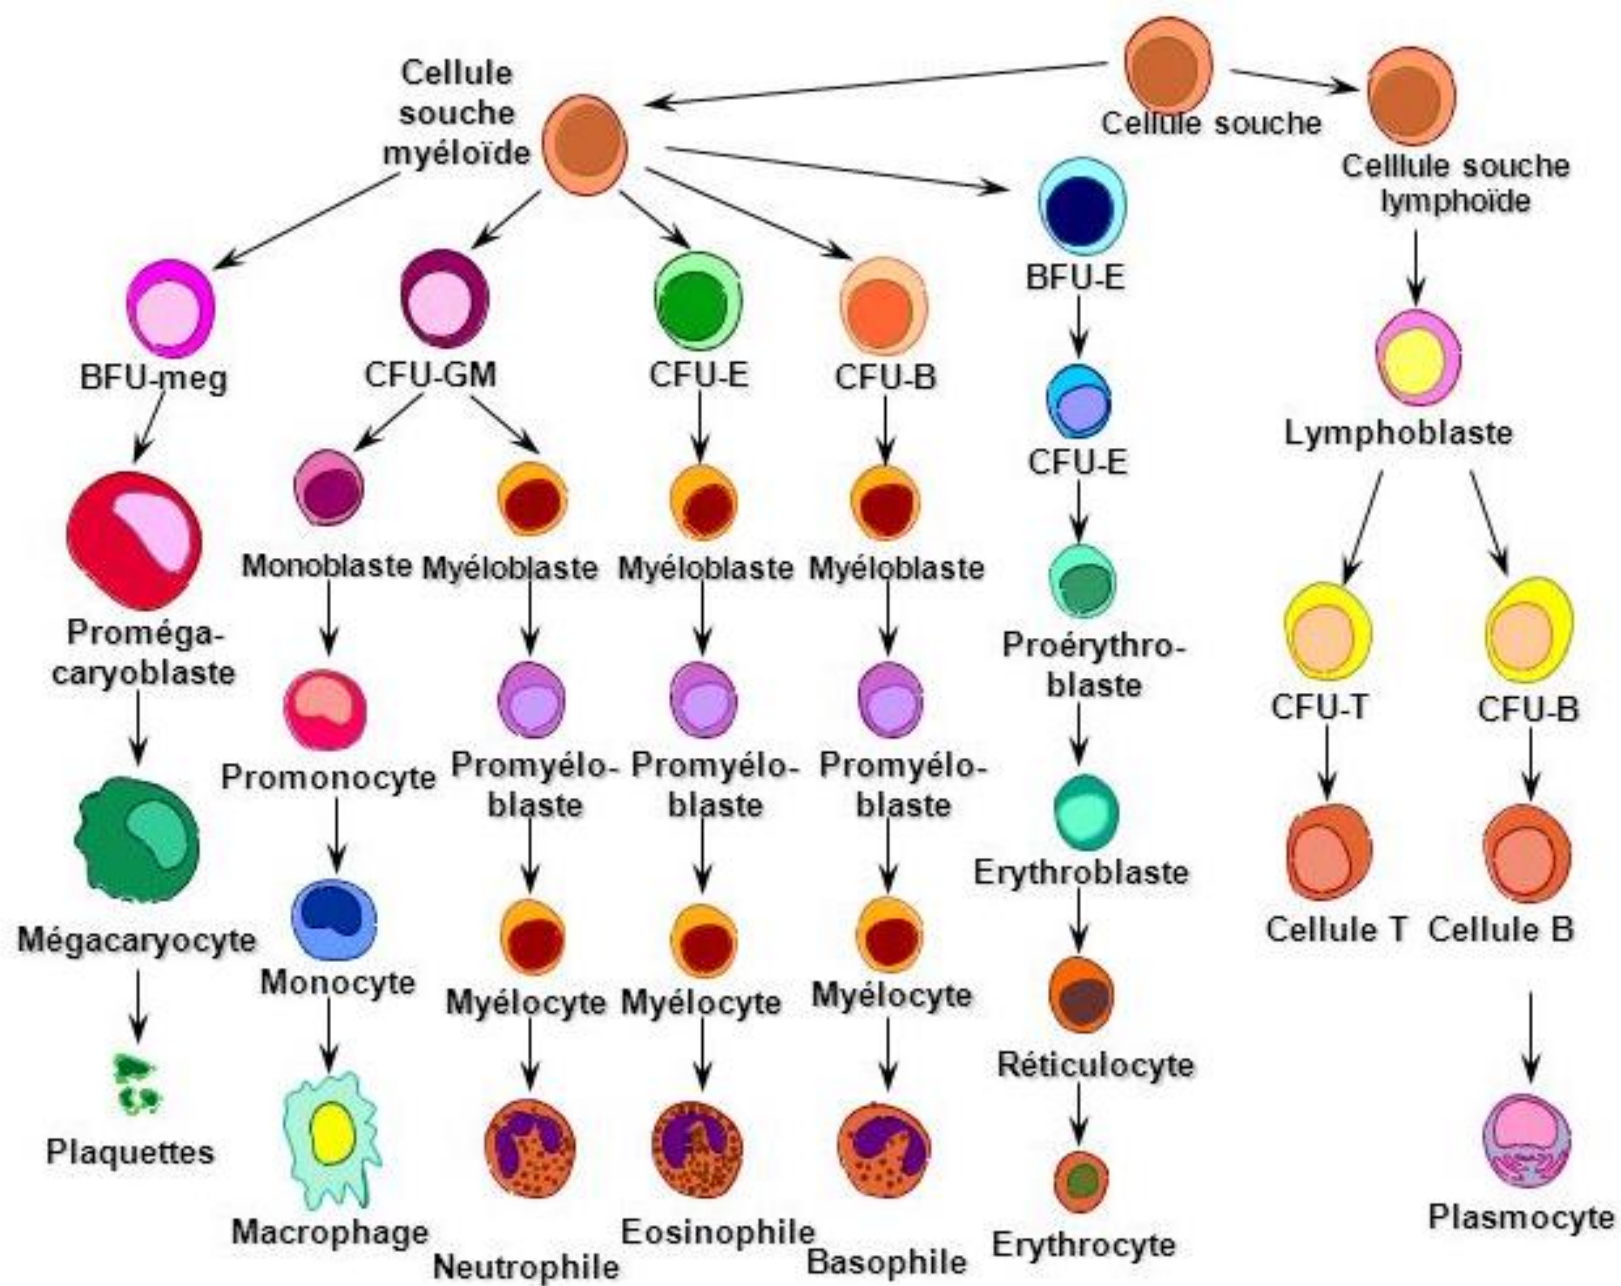 Cellule
souche
myéloïde
Cellule souche
Celllule souche
lymphoïde
BFU-E
BFU-meg
CFU-GM
CFU-E
CFU-B
CFU-E
Lymphoblaste
Monoblaste
Myéloblaste
Myéloblaste
Myéloblaste
Proméga-
caryoblaste
Proérythro-
blaste
CFU-T
CFU-B
Promonocyte
Promyélo-
blaste
Promyélo-
blaste
Promyélo-
blaste
Erythroblaste
Mégacaryocyte
Cellule T
Cellule B
Monocyte
Myélocyte
Myélocyte
Myélocyte
Réticulocyte
Plaquettes
Macrophage
Neutrophile
Eosinophile
Basophile
Erythrocyte
Plasmocyte